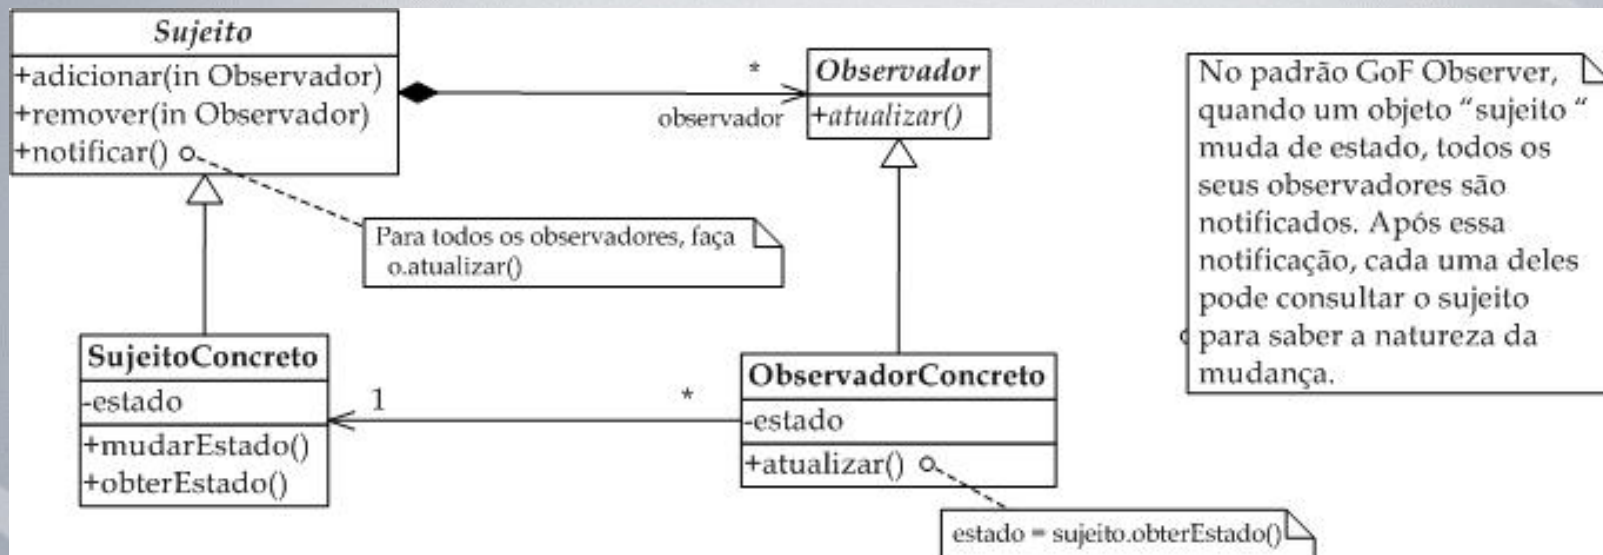 Sujeito
+adicionar(in Observador)
+remover(in Observador)
+notificar()
*
observador
Observador
+atualizar()
No padrão GoF Observer,
quando um objeto “sujeito “
muda de estado, todos os
seus observadores são
notificados. Após essa
notificação, cada uma deles
pode consultar o sujeito
para saber a natureza da
mudança.
Para todos os observadores, faça
o.atualizar()
SujeitoConcreto
-estado
+mudarEstado()
+obterEstado()
1
*
ObservadorConcreto
-estado
+atualizar()
estado = sujeito.obterEstado()